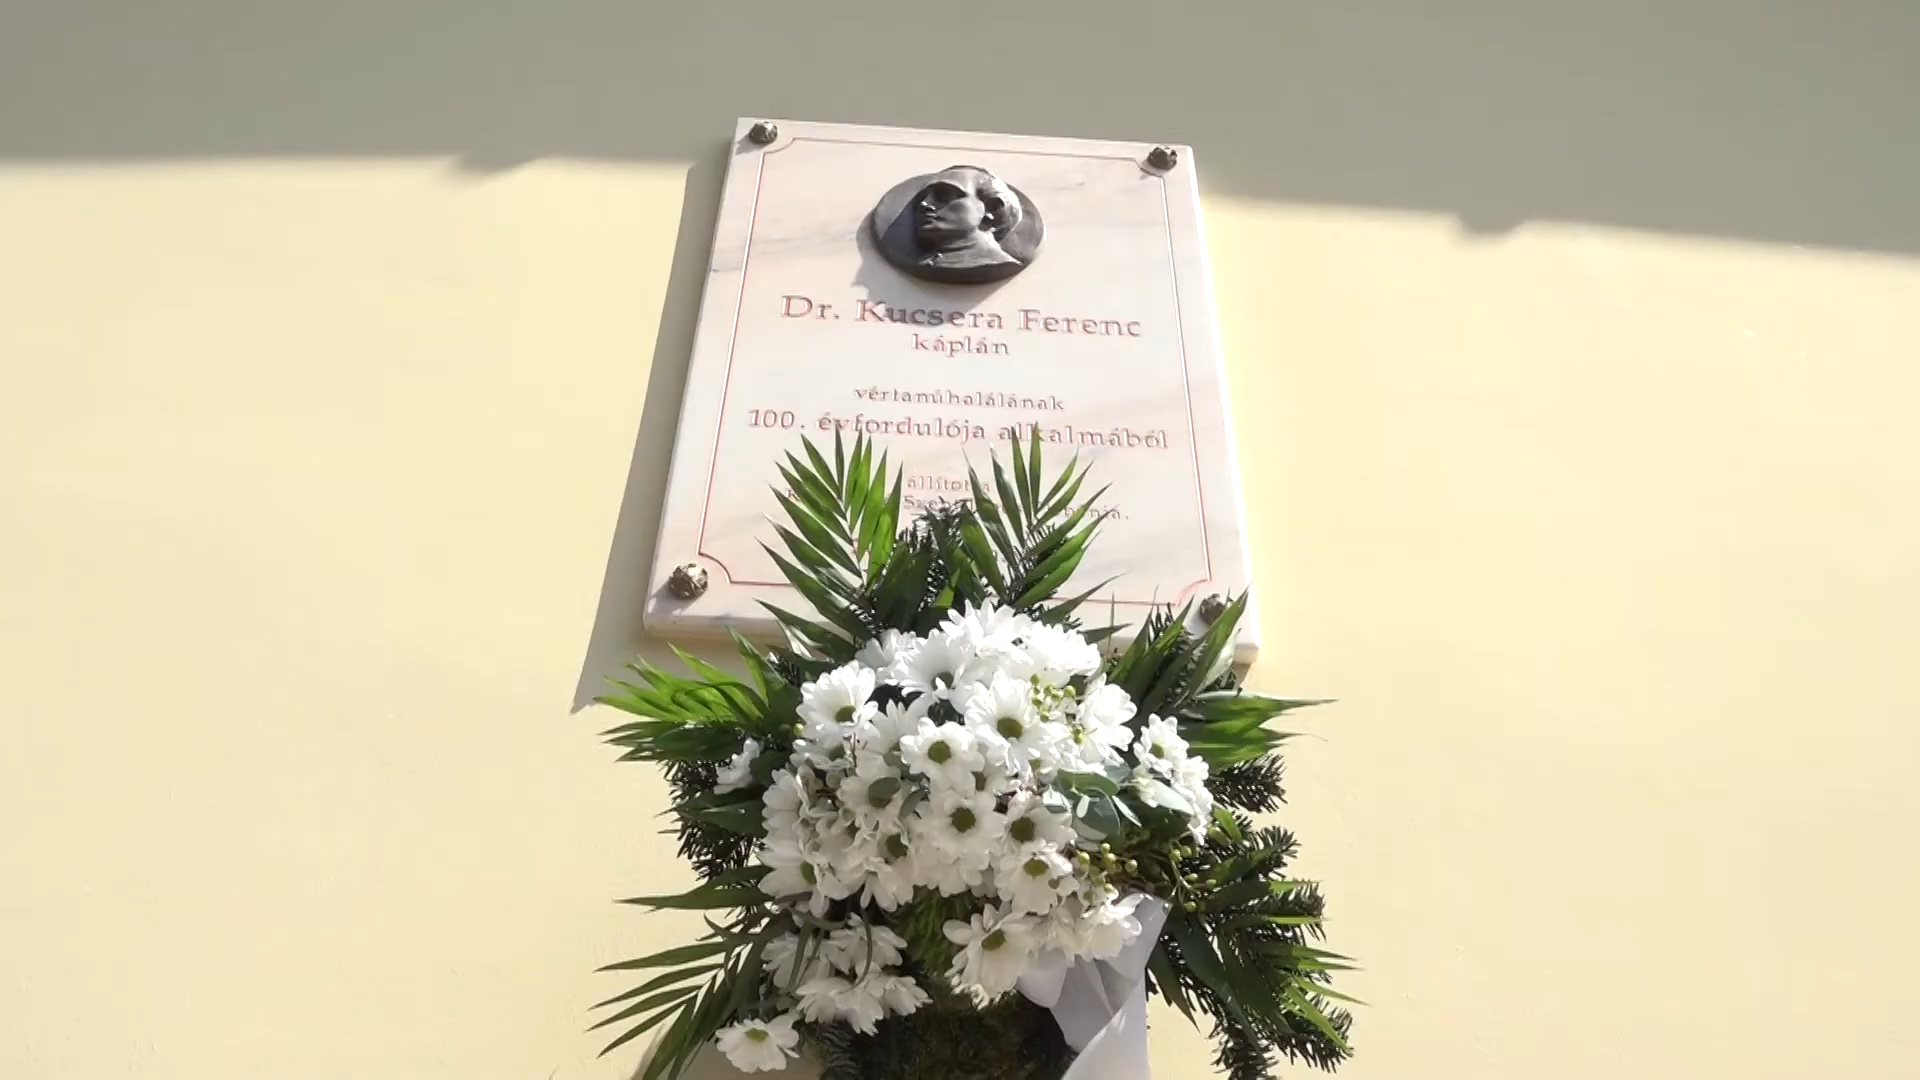 Dr. Kucsera Ferenc
káplán
vértanúhalálának
100. évfordulója alkalmából
állította